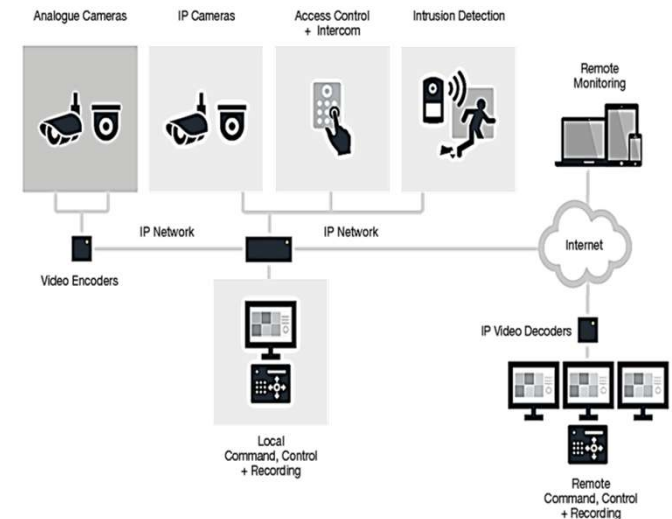 Analogue Cameras
IP Cameras
Access Control
+ Intercom
Intrusion Detection
Remote
Monitoring
IP Network
IP Network
Internet
Video Encoders
IP Video Decoders
Local
Command, Control
+ Recording
Remote
Command, Control
+ Recording